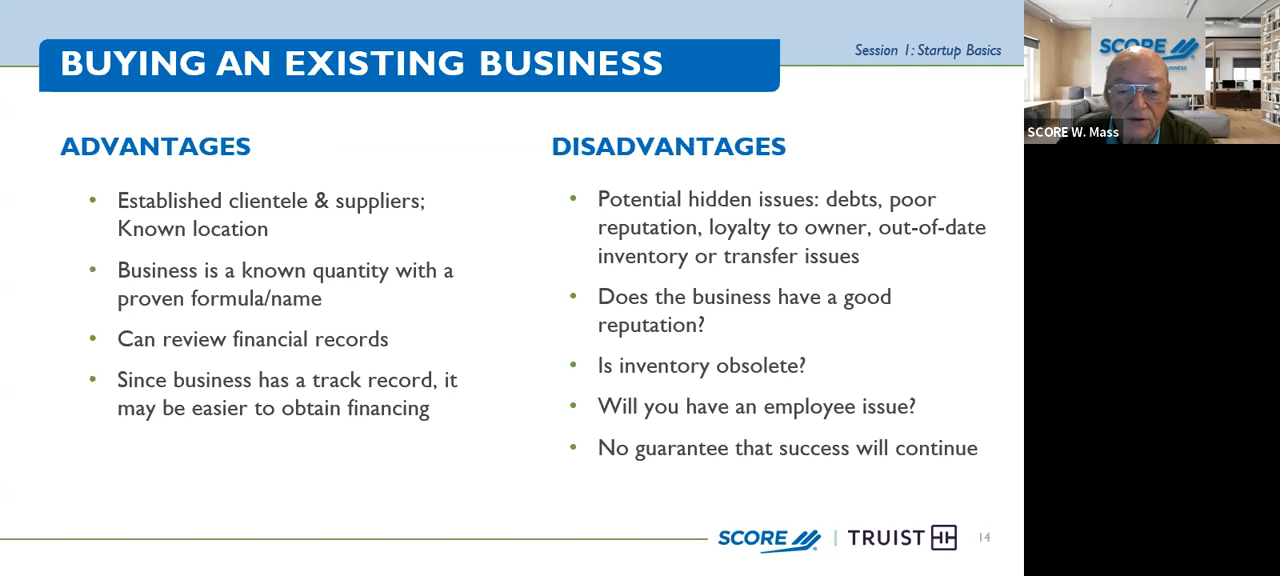 BUYING AN EXISTING BUSINESS
Session 1: Startup Basics
ADVANTAGES
• Established clientele & suppliers;
Known location
• Business is a known quantity with a
proven formula/name
• Can review financial records
• Since business has a track record, it
may be easier to obtain financing
DISADVANTAGES
• Potential hidden issues: debts, poor
reputation, loyalty to owner, out-of-date
inventory or transfer issues
• Does the business have a good
reputation?
• Is inventory obsolete?
• Will you have an employee issue?
• No guarantee that success will continue
SCORE | TRUIST
14
SCORE
SCORE W. Mass